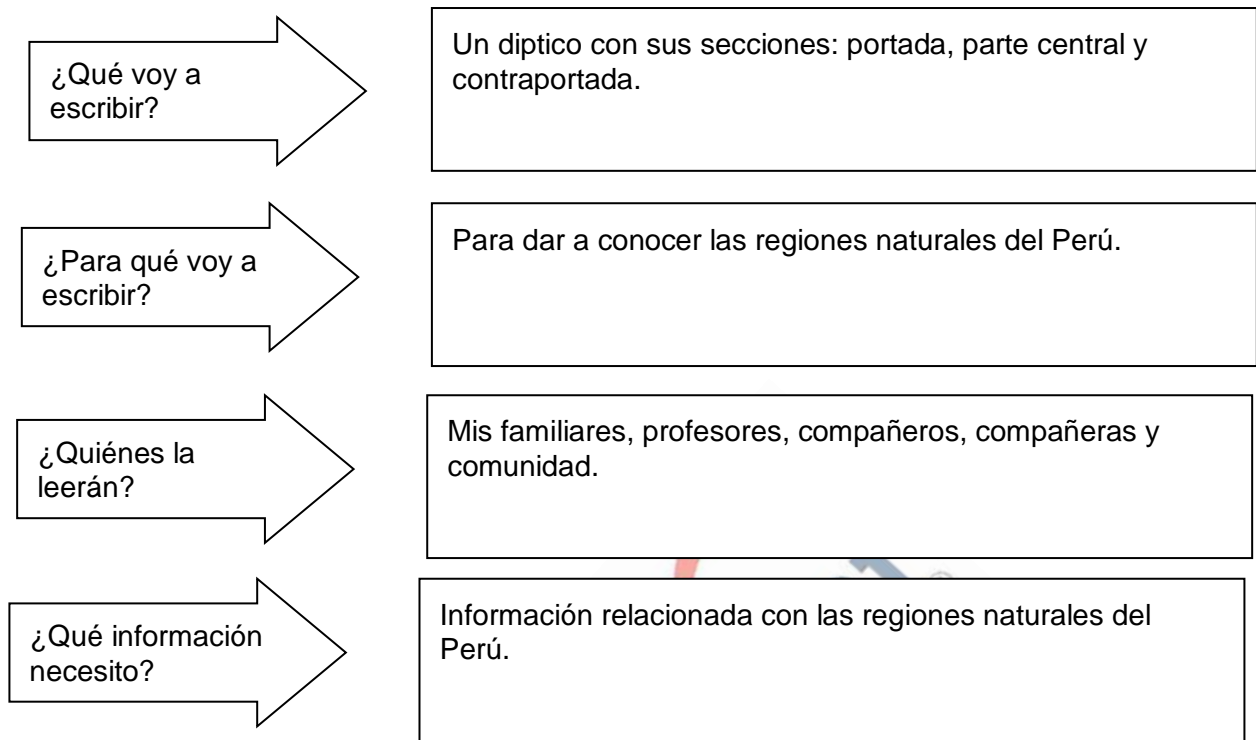 ¿Qué voy a
escribir?
Un diptico con sus secciones: portada, parte central y
contraportada.
¿Para qué voy a
escribir?
Para dar a conocer las regiones naturales del Perú.
¿Quiénes la
leerán?
Mis familiares, profesores, compañeros, compañeras y
comunidad.
¿Qué información
necesito?
Información relacionada con las regiones naturales del
Perú.